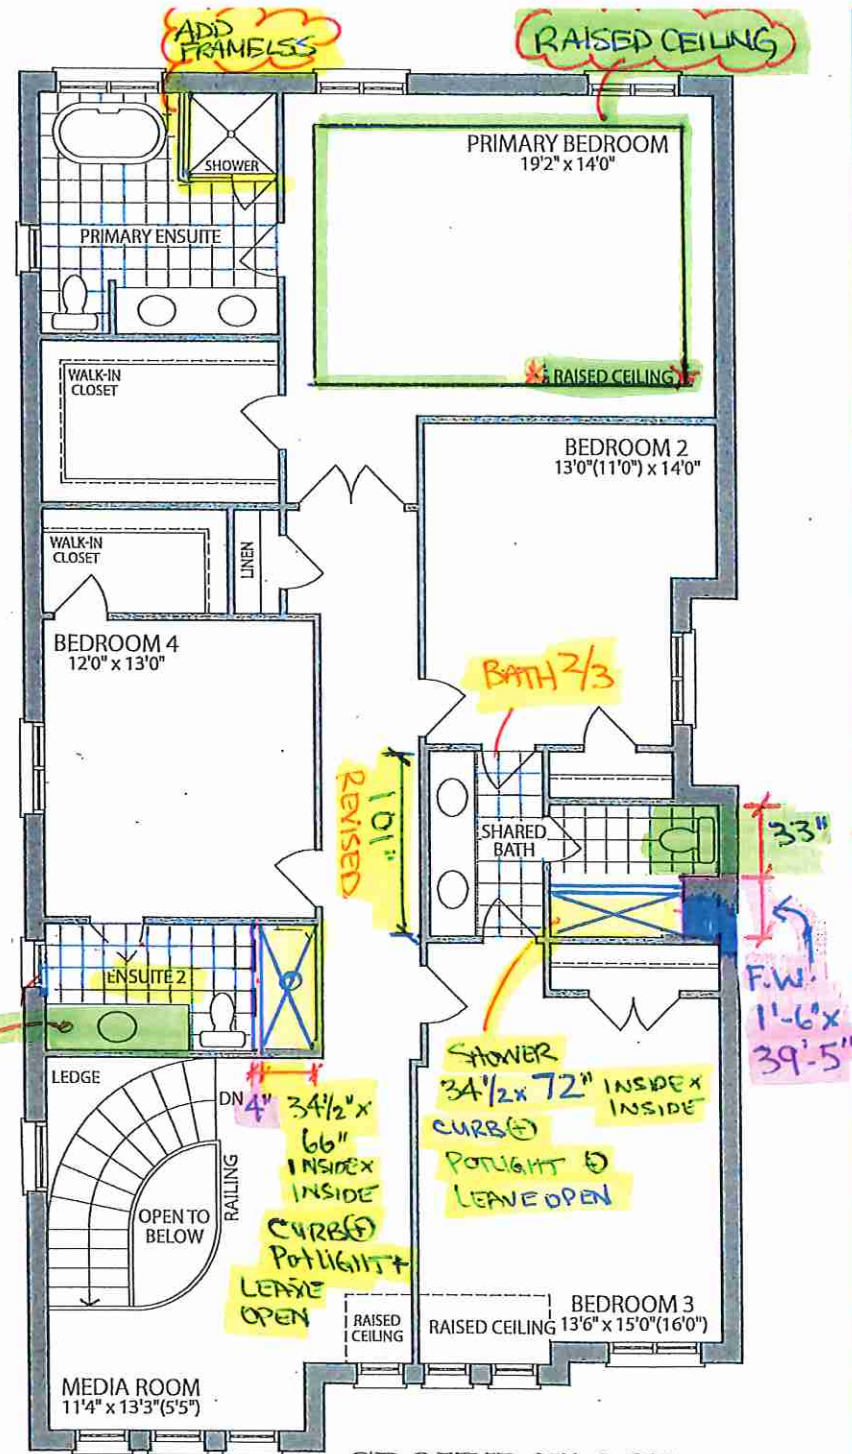 ADD
FRAMELSS
RAISED CEILING
SHOWER
PRIMARY BEDROOM
19'2" x 14'0"
PRIMARY ENSUITE
RAISED CEILING
WALK-IN
CLOSET
BEDROOM 2
13'0"(11'0") x 14'0"
WALK-IN
CLOSET
LINEN
BEDROOM 4
12'0" x 13'0"
BATH 2/3
REVISED
101"
SHARED
BATH
33"
ENSUITE 2
F.W.
1'-6" x
39'-5"
LEDGE
DN
4"
34 1/2" x
66"
INSIDE X
INSIDE
CURB +
POTLIGHT +
LEAVE
OPEN
SHOWER
34 1/2 x 72" INSIDE X
INSIDE
CURB +
POTLIGHT +
LEAVE OPEN
RAILING
OPEN TO
BELOW
RAISED
CEILING
RAISED CEILING
BEDROOM 3
13'6" x 15'0"(16'0")
MEDIA ROOM
11'4" x 13'3"(5'5")